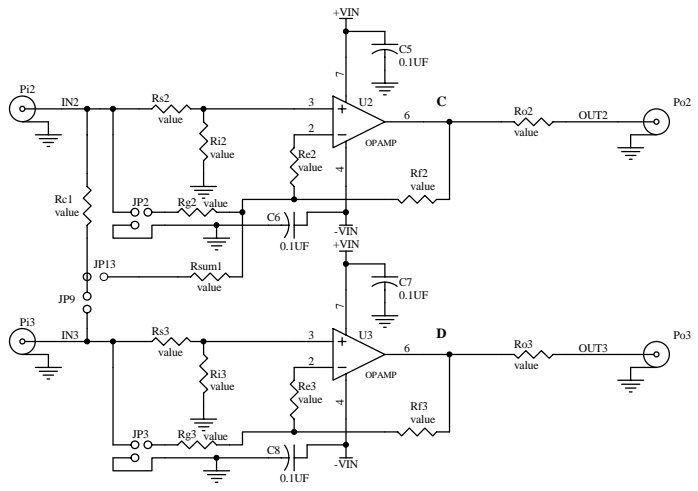 +VIN
C5
0.1UF
7
Pi2
IN2
Rs2
value
3
U2
C
6
2
OPAMP
Ri2
value
Re2
value
4
Ro2
value
OUT2
Po2
Rc1
value
JP2
Rg2 value
Rf2
value
C6
0.1UF
-VIN
+VIN
JP13
Rsum1
value
C7
0.1UF
7
JP9
Pi3
IN3
Rs3
value
3
U3
D
6
2
OPAMP
Ri3
value
Re3
value
4
Ro3
value
OUT3
Po3
JP3
Rg3 value
Rf3
value
C8
0.1UF
-VIN